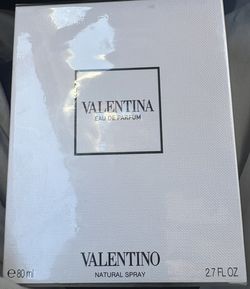 VALENTINA
EAU DE PARFUM
VALENTINO
NATURAL SPRAY
℮ 80 ml
2.7 FL OZ